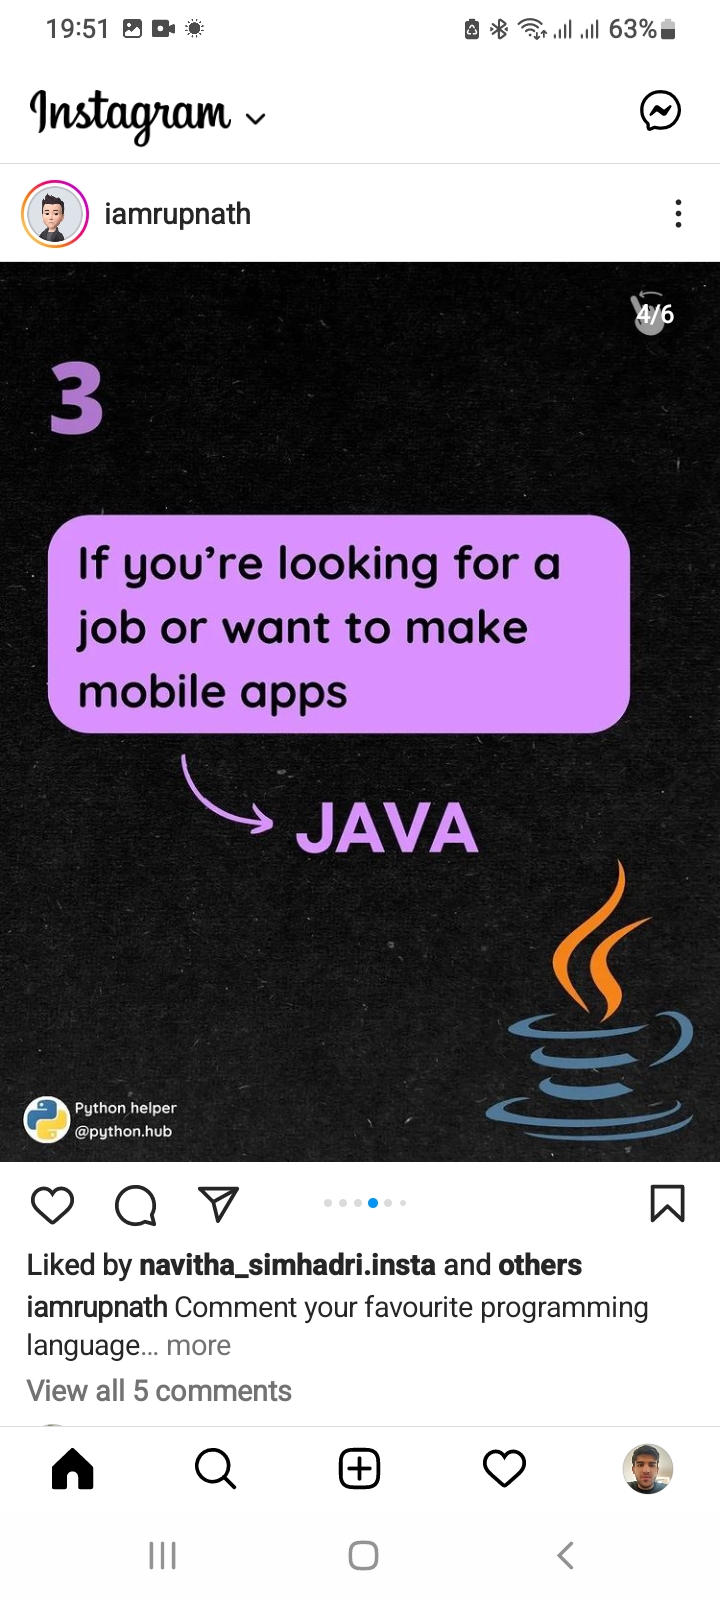 19:51
63%
Instagram
iamrupnath
4/6
3
If you're looking for a
job or want to make
mobile apps
JAVA
Python helper
@python.hub
Liked by navitha_simhadri.insta and others
iamrupnath Comment your favourite programming
language... more
View all 5 comments